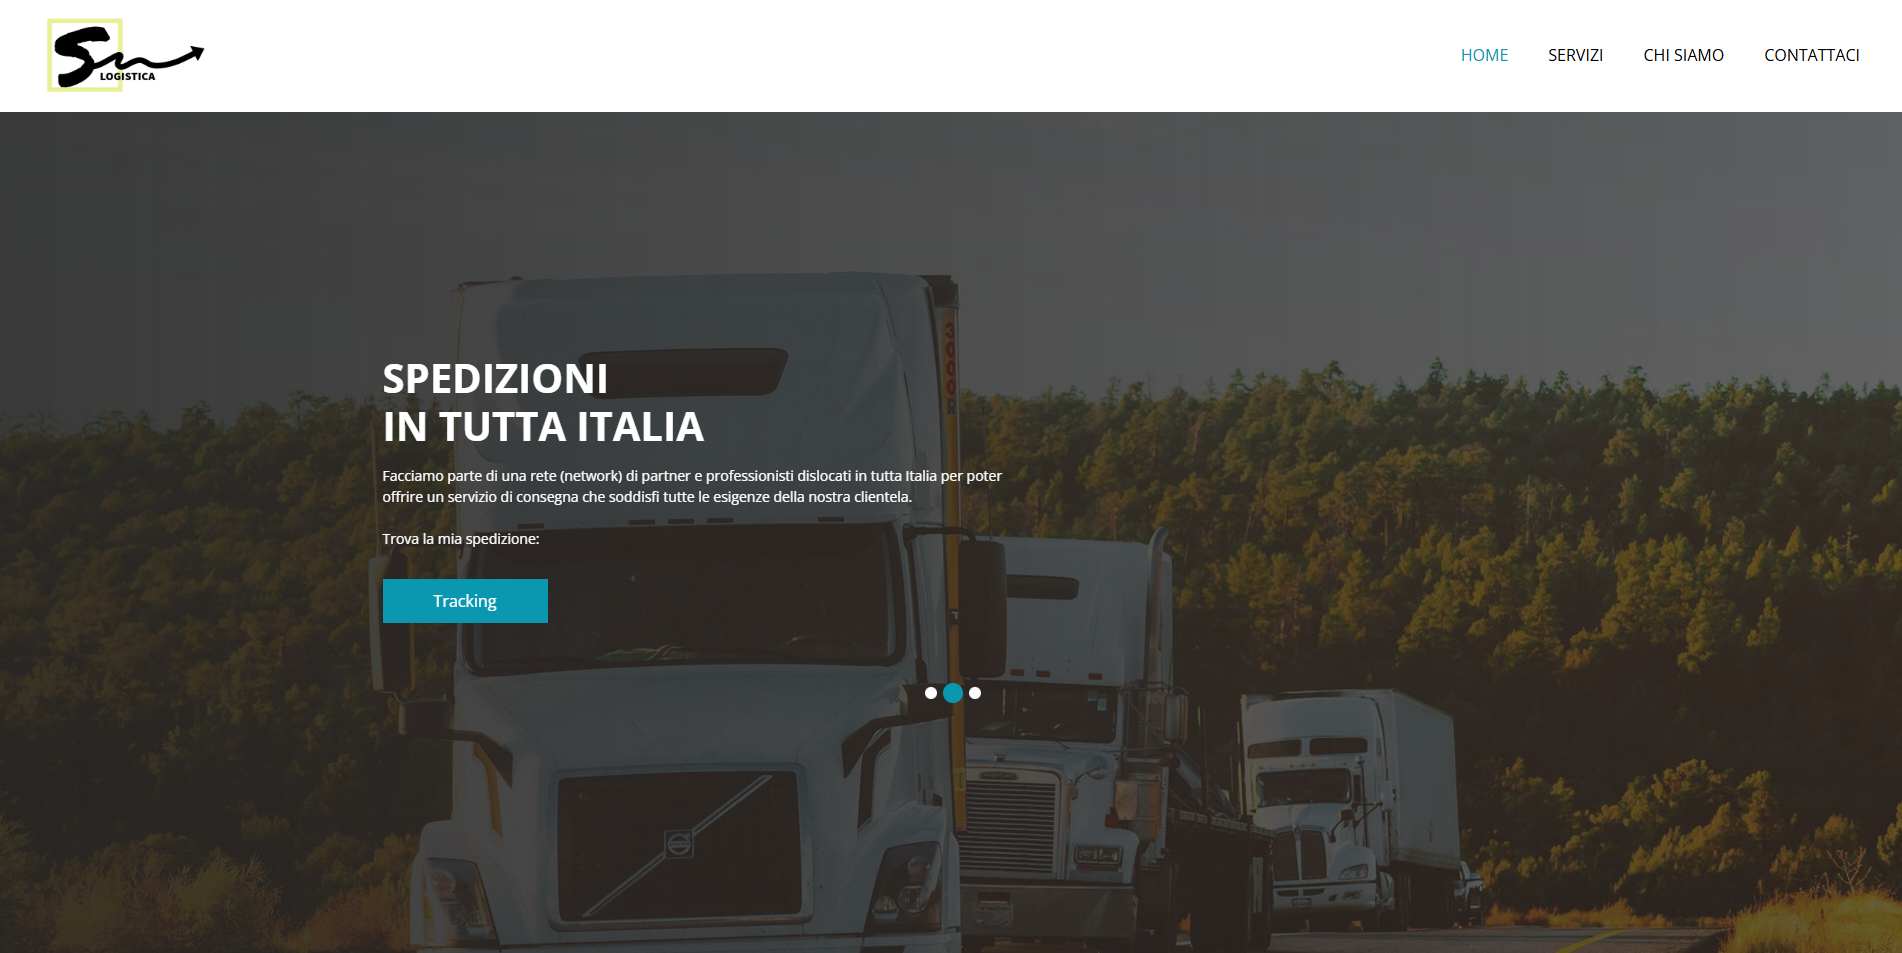 Sn
LOGISTICA
HOME
SERVIZI
CHI SIAMO
CONTATTACI
3000R
SPEDIZIONI
IN TUTTA ITALIA
Facciamo parte di una rete (network) di partner e professionisti dislocati in tutta Italia per poter
offrire un servizio di consegna che soddisfi tutte le esigenze della nostra clientela.
Trova la mia spedizione:
Tracking